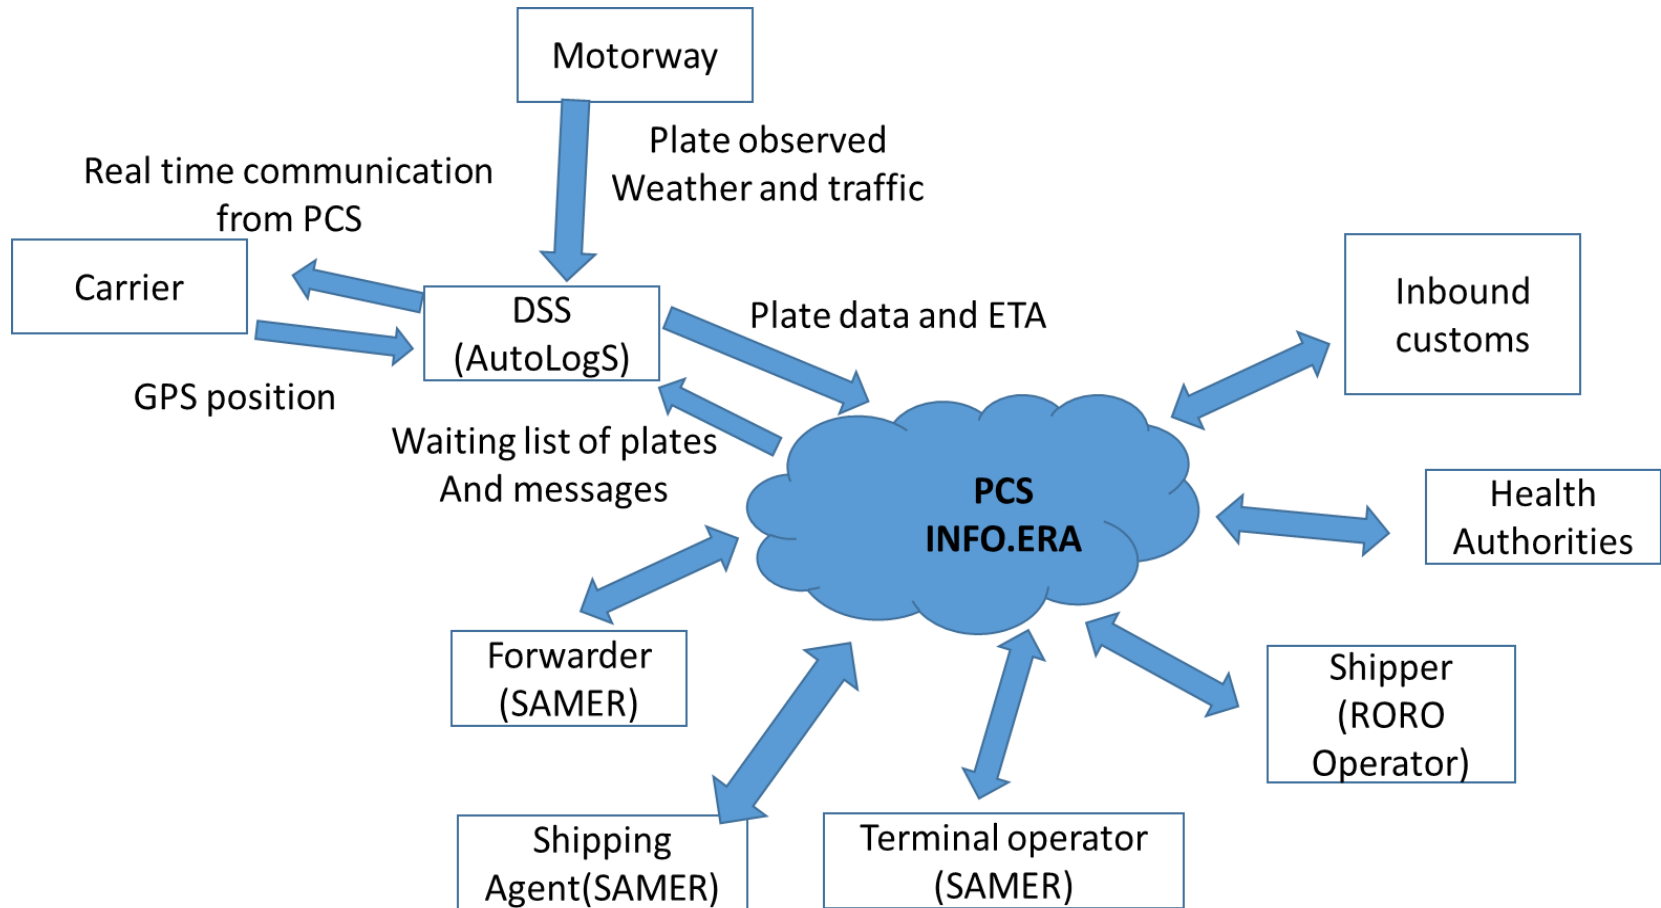 Motorway
Plate observed
Weather and traffic
Real time communication
from PCS
Carrier
GPS position
DSS
(AutoLogS)
Plate data and ETA
Waiting list of plates
And messages
PCS
INFO.ERA
Inbound
customs
Health
Authorities
Forwarder
(SAMER)
Shipper
(RORO
Operator)
Shipping
Agent(SAMER)
Terminal operator
(SAMER)